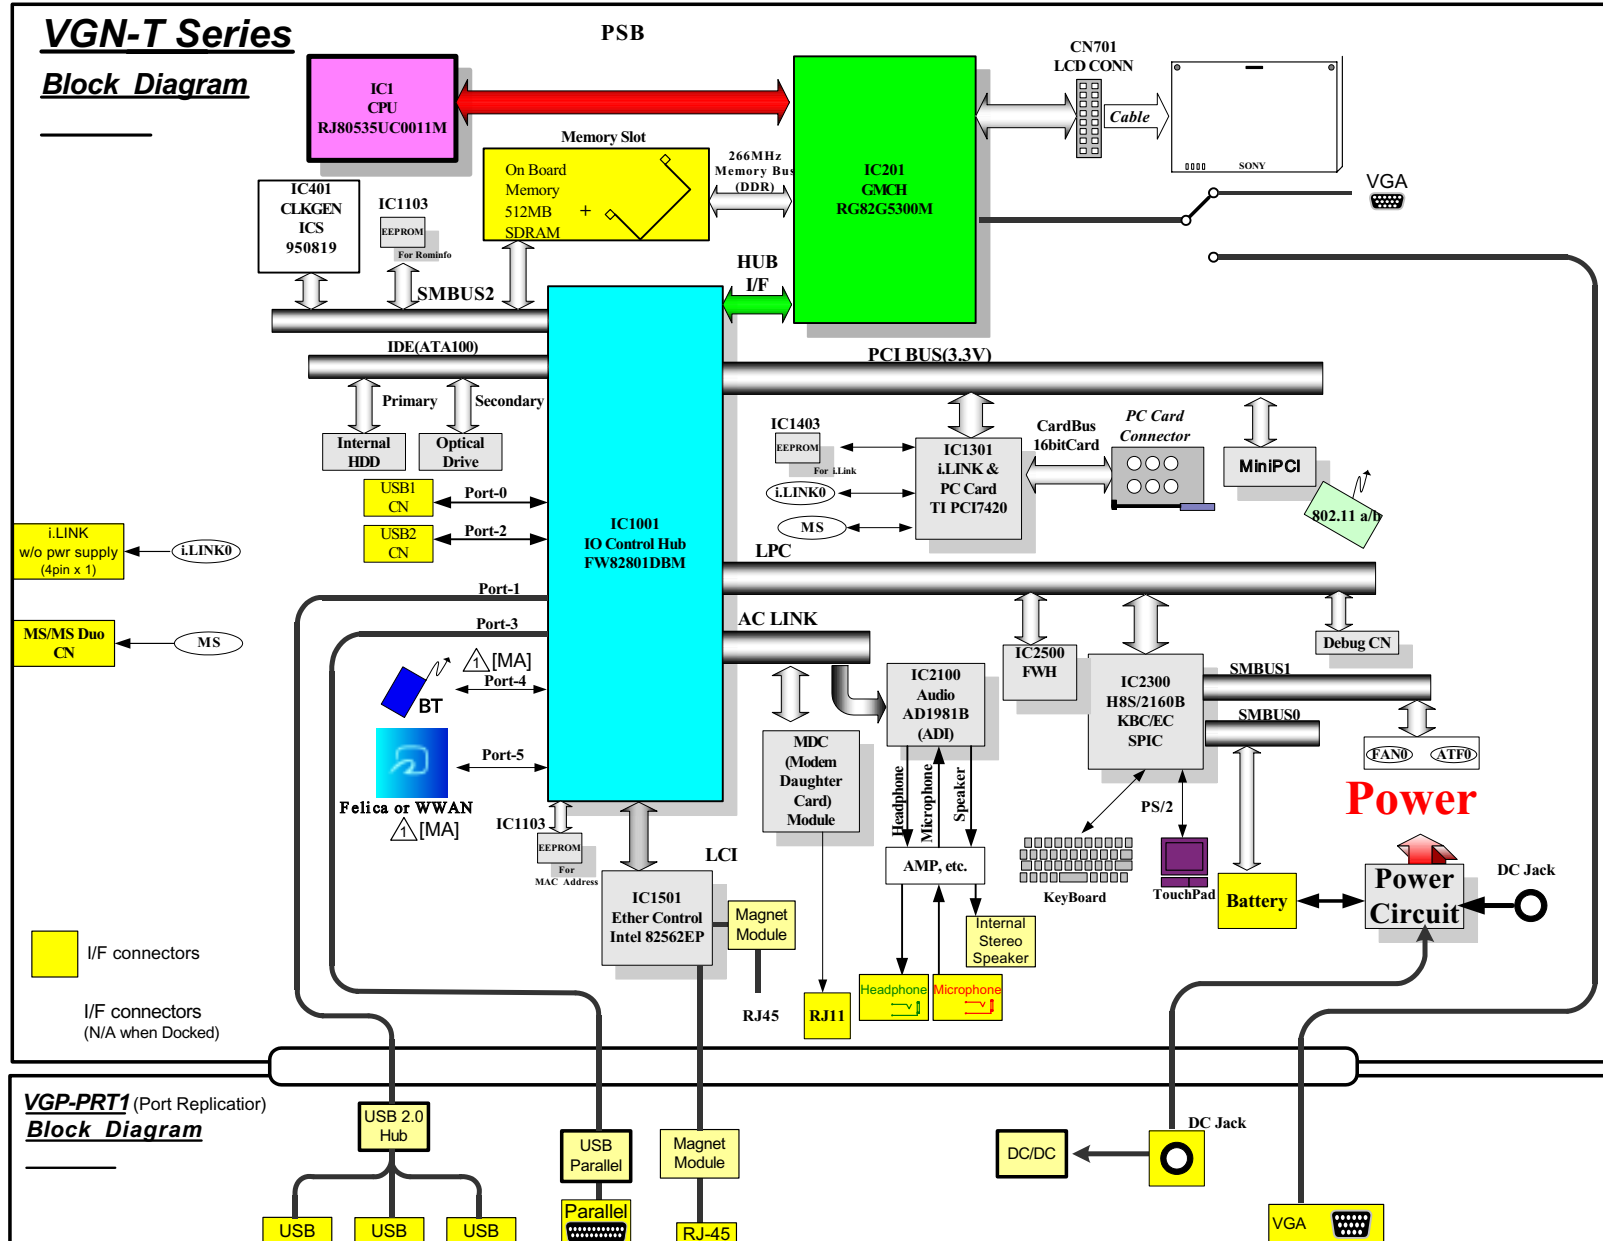 VGN-T Series
Block Diagram
PSB
IC1
CPU
RJ80535UC0011M
Memory Slot
On Board
Memory
512MB
SDRAM
+
266MHz
Memory Bus
(DDR)
IC201
GMCH
RG82G5300M
CN701
LCD CONN
Cable
SONY
VGA
IC401
CLKGEN
ICS
950819
IC1103
EEPROM
For Rominfo
SMBUS2
HUB
I/F
IDE(ATA100)
Primary
Secondary
Internal
HDD
Optical
Drive
PCI BUS(3.3V)
IC1403
EEPROM
For i.Link
i.LINK0
MS
IC1301
i.LINK &
PC Card
TI PCI7420
CardBus
16bitCard
PC Card
Connector
MiniPCI
802.11 a/b
USB1
CN
Port-0
USB2
CN
Port-2
IC1001
IO Control Hub
FW82801DBM
i.LINK
w/o pwr supply
(4pin x 1)
i.LINK0
MS/MS Duo
CN
MS
Port-1
Port-3
1 [MA]
Port-4
BT
Port-5
Felica or WWAN
1 [MA]
LPC
AC LINK
IC2500
FWH
IC2300
H8S/2160B
KBC/EC
SPIC
Debug CN
SMBUS1
SMBUS0
FAN0
ATF0
IC2100
Audio
AD1981B
(ADI)
MDC
(Modem
Daughter
Card)
Module
Headphone
Microphone
Speaker
AMP, etc.
PS/2
KeyBoard
TouchPad
Power
Power
Circuit
DC Jack
Battery
IC1103
EEPROM
For
MAC Address
LCI
IC1501
Ether Control
Intel 82562EP
Magnet
Module
RJ45
RJ11
Headphone
Microphone
Internal
Stereo
Speaker
I/F connectors
I/F connectors
(N/A when Docked)
VGP-PRT1 (Port Replicatior)
Block Diagram
USB 2.0
Hub
USB
USB
USB
USB
Parallel
Parallel
Magnet
Module
RJ-45
DC/DC
DC Jack
VGA